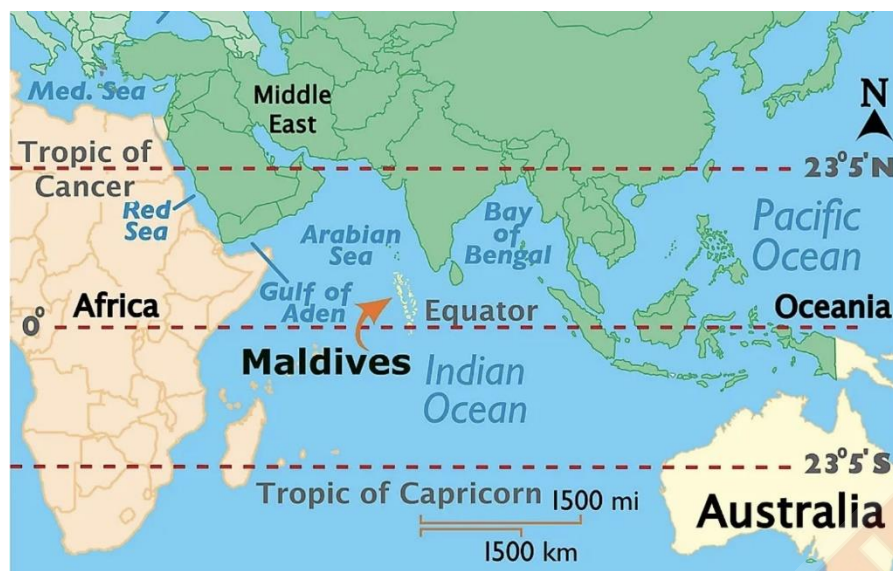 Med. Sea
Middle
East
N
Tropic of
Cancer
23°5'N
Red
Sea
Arabian
Sea
Bay
of
Bengal
Pacific
Ocean
Gulf of
Aden
Africa
Equator
Oceania
0°
Maldives
Indian
Ocean
23°5'S
Tropic of Capricorn
1500 mi
1500 km
Australia